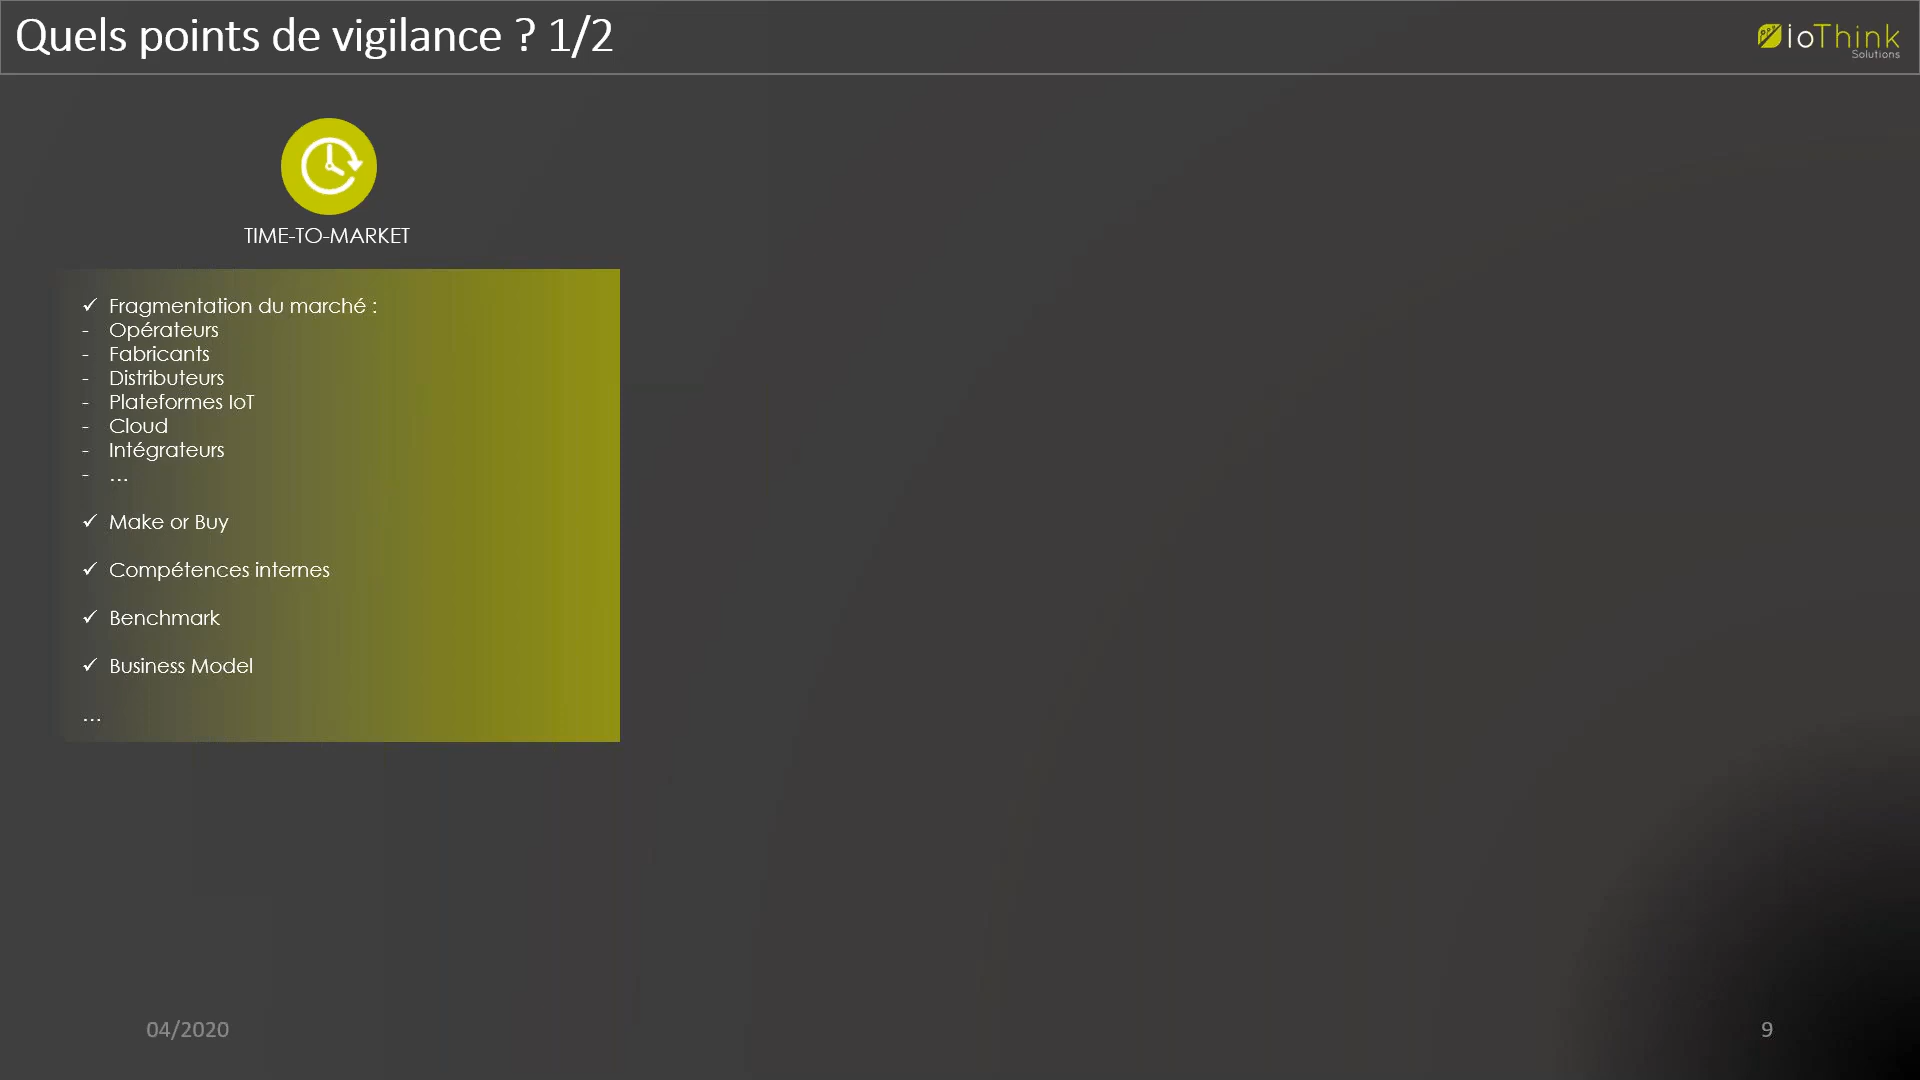 Quels points de vigilance ? 1/2
ioThink
Solutions
TIME-TO-MARKET
✓ Fragmentation du marché :
- Opérateurs
- Fabricants
- Distributeurs
- Plateformes IoT
- Cloud
- Intégrateurs
- ...
✓ Make or Buy
✓ Compétences internes
✓ Benchmark
✓ Business Model
...
04/2020
9